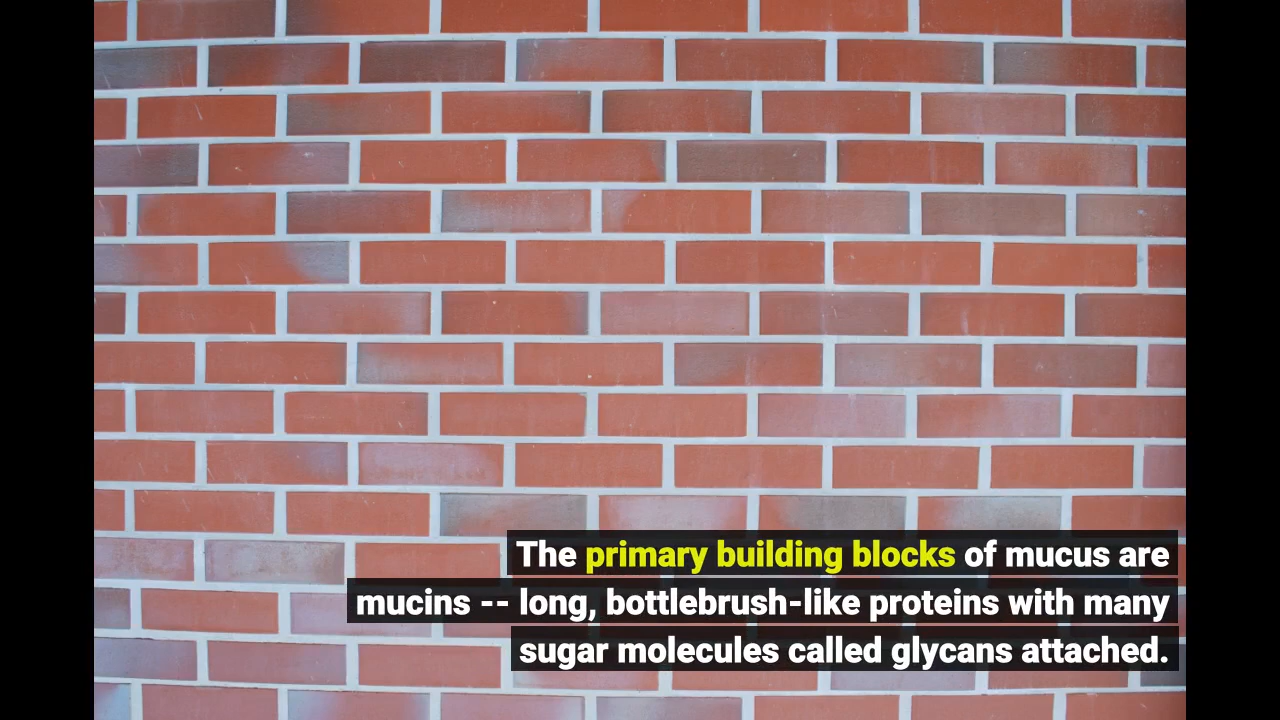 The primary building blocks of mucus are
mucins -- long, bottlebrush-like proteins with many
sugar molecules called glycans attached.